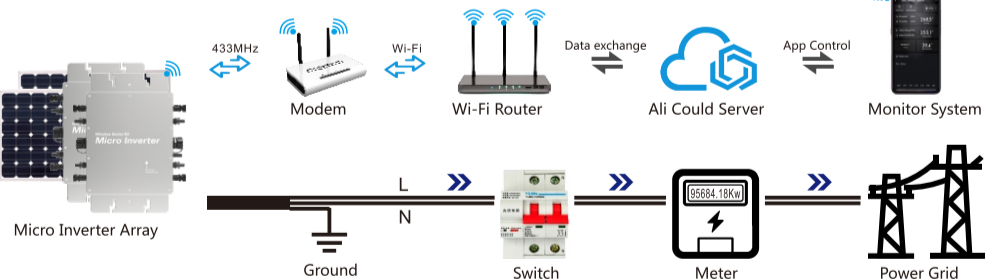 433MHz
Wi-Fi
Data exchange
App Control
Modem
Wi-Fi Router
Ali Could Server
Monitor System
Micro Inverter
Micro Inverter Array
L
N
95684.18Kw
Ground
Switch
Meter
Power Grid